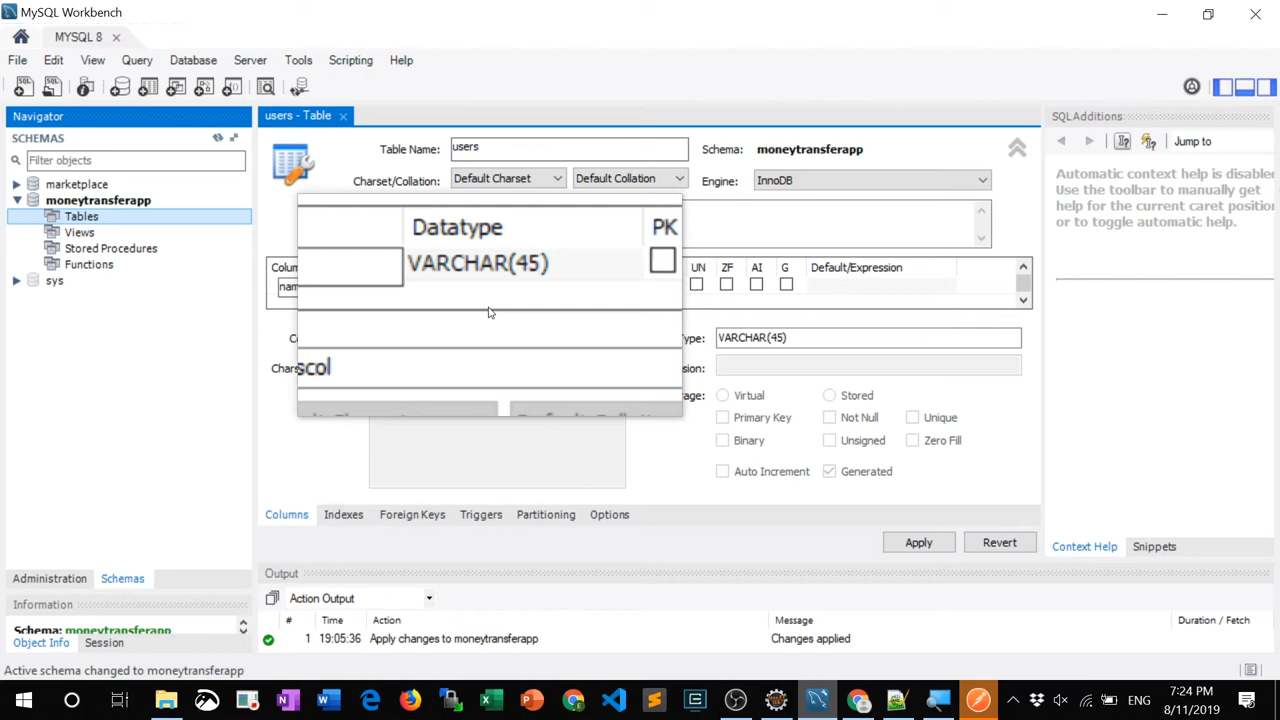 MySQL Workbench
MYSQL 8
File Edit View Query Database Server Tools Scripting Help
Navigator
SCHEMAS
Filter objects
marketplace
moneytransferapp
Tables
Views
Stored Procedures
Functions
sys
Administration Schemas
Information
Schema: moneytransferapp
Object Info Session
users - Table
Table Name: users Schema: moneytransferapp
Charset/Collation: Default Charset Default Collation Engine: InnoDB
Datatype PK
VARCHAR(45)
scol
UN ZF AI G Default/Expression
VARCHAR(45)
Virtual Stored
Primary Key Not Null Unique
Binary Unsigned Zero Fill
Auto Increment Generated
Columns Indexes Foreign Keys Triggers Partitioning Options
Apply Revert
SQLAdditions
Jump to
Automatic context help is disabled
Use the toolbar to manually get
help for the current caret position
or to toggle automatic help.
Context Help Snippets
Output
Action Output
# Time Action Message Duration / Fetch
1 19:05:36 Apply changes to moneytransferapp Changes applied
Active schema changed to moneytransferapp
ENG
7:24 PM
8/11/2019